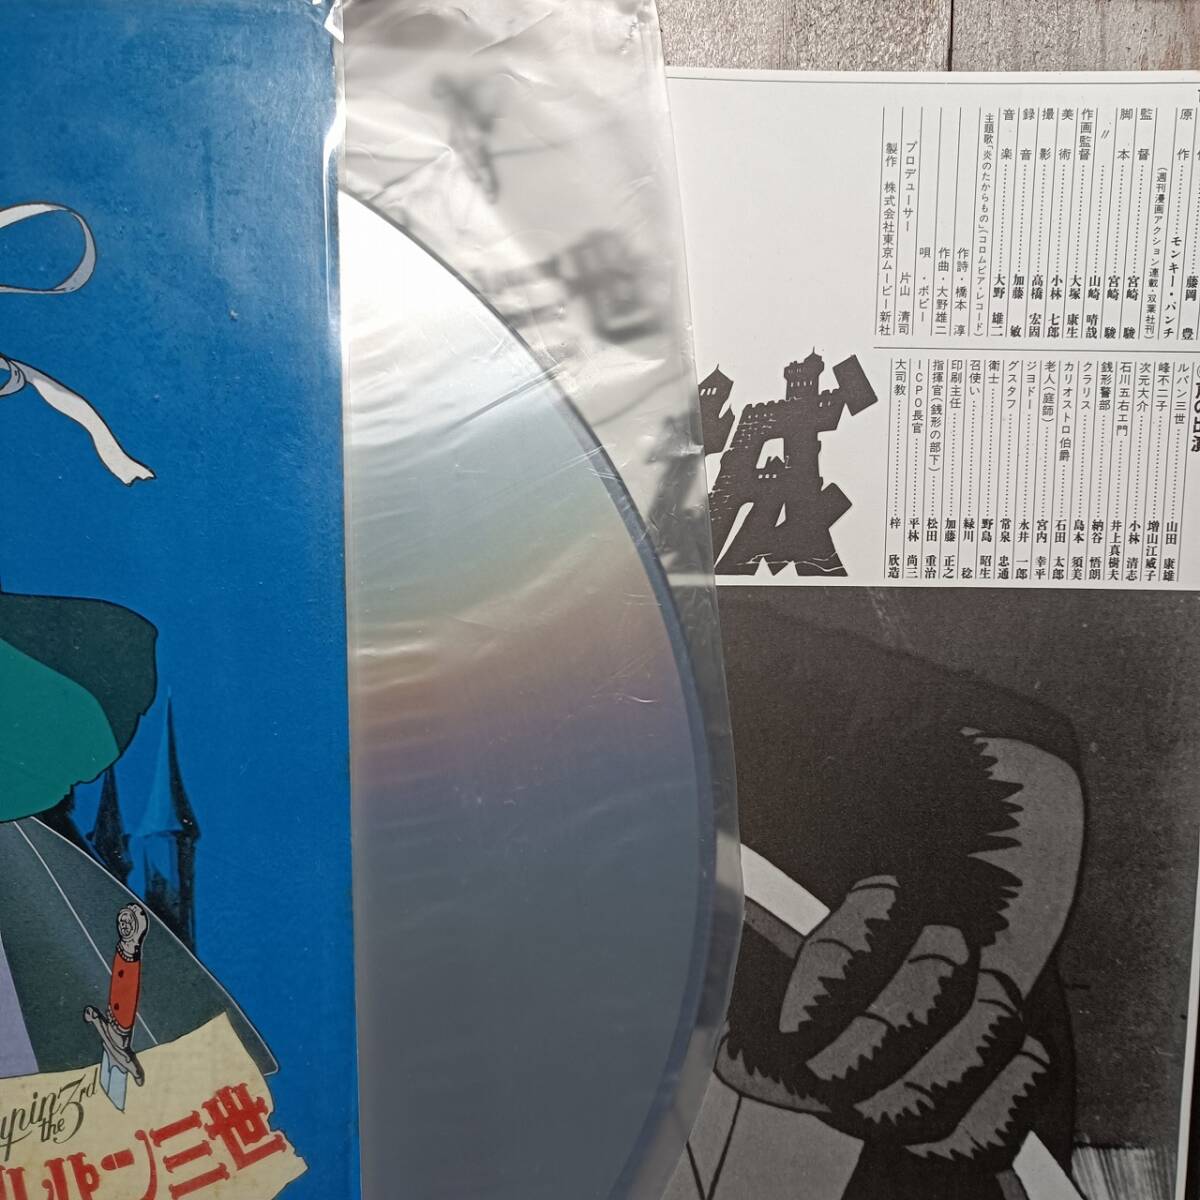 藤岡　豊
原作……モンキー・パンチ
（週刊漫画アクション連載・双葉社刊）
監督……宮崎　駿
脚本……宮崎　駿
〃……山崎　晴哉
作画監督……大塚　康生
美術……小林　七郎
撮影……高橋　宏固
録音……加藤　敏
音楽……大野　雄二
主題歌「炎のたからもの」（コロムビア・レコード）
作詩・橋本　淳
作曲・大野雄二
唄・ボビー
プロデューサー　片山　清司
製作　株式会社東京ムービー新社
ルパン三世……山田　康雄
峰不二子……増山江威子
次元大介……小林　清志
石川五右エ門……井上真樹夫
銭形警部……納谷　悟朗
クラリス……島本　須美
カリオストロ伯爵……石田　太郎
老人（庭師）……宮内　幸平
ジョドー……永井　一郎
グスタフ……常泉　忠通
衛士……野島　昭生
召使い……緑川　稔
印刷主任……加藤　正之
指揮官（銭形の部下）……松田　重治
ICPO長官……平林　尚三
大司教……梓　欣造
城
三世
the 3rd
ルパン三世